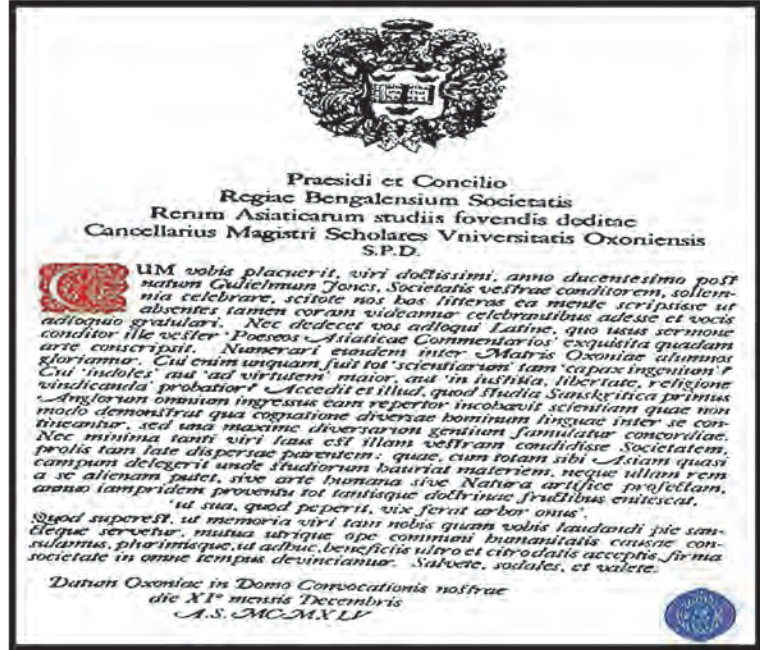 Praesidi et Concilio
Regiae Bengalensium Societatis
Rerum Asiaticarum studiis fovendis deditae
Cancellarius Magistri Scholares Vniversitatis Oxoniensis
S.P.D.
CUM vobis placuerit, viri doctissimi, anno ducentesimo post
natum Gulielmum Jones, Societatis vestrae conditorem, sollem-
nia celebrare, scitote nos has litteras ea mente scripsisse ut
absentes tamen coram videamur celebrantibus adesse et vocis
adloquio gratulari. Nec dedecet vos adloqui Latine, quo usus sermone
conditor ille vester 'Poeseos Asiaticae Commentarios' exquisita quadam
arte conscripsit. Numerari eundem inter Matris Oxoniae alumnos
gloriamur. Cui enim unquam fuit tot 'scientiarum' tam 'capax ingenium'?
Cui 'indoles' aut 'ad virtutem' maior, aut 'in iustitia, libertate, religione
vindicanda' probatior? Accedit et illud, quod studia Sanskritica primus
Anglorum omnium ingressus eam repertor incohavit scientiam quae non
modo demonstrat qua cognatione diversae hominum linguae inter se con-
tineantur, sed una maxime diversarum gentium famulatur concordiae.
Nec minima tanti viri laus est illam vestram condidisse Societatem,
prolis tam late dispersae parentem: quae, cum totam sibi Asiam quasi
campum delegerit unde studiorum hauriat materiem, neque ullam rem
a se alienam putet, sive arte humana sive Natura artifice profectam,
anno iampridem proventu tot tantisque doctrinae fructibus enitescat,
'ut sua, quod peperit, vix ferat arbor onus'.
Quod superest, ut memoria viri tam nobis quam vobis laudandi pie san-
cteque servetur, mutua utrique ope communi humanitatis causae con-
sulamus, plurimisque, ut adhuc, beneficiis ultro et citro datis acceptis, firma
societate in omne tempus devinciamur. Salvete, sodales, et valete.
Datum Oxoniae in Domo Convocationis nostrae
die XI° mensis Decembris
A.S. MCMXLV